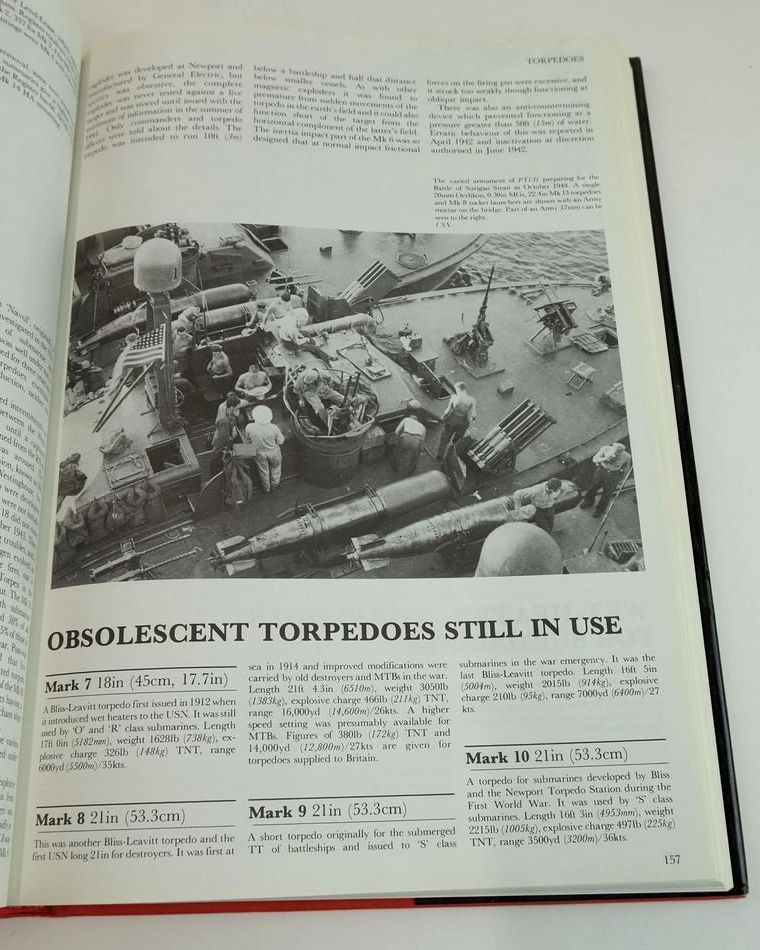 TORPEDOES
exploder was developed at Newport and
manufactured by General Electric, but
secrecy was obsessive, the complete
exploder was never tested against a live
target and was stored until issued with the
minimum of information in the summer of
1941. Only commanders and torpedo
officers were told about the details. The
torpedo was intended to run 10ft (3m)
below a battleship and half that distance
below smaller vessels. As with other
magnetic exploders it was found to
premature from sudden movements of the
torpedo in the earth's field and it could also
function short of the target from the
horizontal complonent of the latter's field.
The inertia impact part of the Mk 6 was so
designed that at normal impact frictional
forces on the firing pin were excessive, and
it struck too weakly though functioning at
oblique impact.
There was also an anti-countermining
device which prevented functioning at a
pressure greater than 50ft (15m) of water.
Erratic behaviour of this was reported in
April 1942 and inactivation at discretion
authorised in June 1942.
The varied armament of PT131 preparing for the
Battle of Surigao Strait in October 1944. A single
20mm Oerlikon, 0.50in MGs, 22.4in Mk 13 torpedoes
and Mk 8 rocket launchers are shown with an Army
mortar on the bridge. Part of an Army 37mm can be
seen to the right.
USN
OBSOLESCENT TORPEDOES STILL IN USE
Mark 7 18in (45cm, 17.7in)
A Bliss-Leavitt torpedo first issued in 1912 when
it introduced wet heaters to the USN. It was still
used by 'O' and 'R' class submarines. Length
17ft 0in (5182mm), weight 1628lb (738kg), ex-
plosive charge 326lb (148kg) TNT, range
6000yd (5500m)/35kts.
Mark 8 21in (53.3cm)
This was another Bliss-Leavitt torpedo and the
first USN long 21in for destroyers. It was first at
sea in 1914 and improved modifications were
carried by old destroyers and MTBs in the war.
Length 21ft 4.3in (6510m), weight 3050lb
(1383kg), explosive charge 466lb (211kg) TNT,
range 16,000yd (14,600m)/26kts. A higher
speed setting was presumably available for
MTBs. Figures of 380lb (172kg) TNT and
14,000yd (12,800m)/27kts are given for
torpedoes supplied to Britain.
Mark 9 21in (53.3cm)
A short torpedo originally for the submerged
TT of battleships and issued to 'S' class
submarines in the war emergency. It was the
last Bliss-Leavitt torpedo. Length 16ft 5in
(5004m), weight 2015lb (914kg), explosive
charge 210lb (95kg), range 7000yd (6400m)/27
kts.
Mark 10 21in (53.3cm)
A torpedo for submarines developed by Bliss
and the Newport Torpedo Station during the
First World War. It was used by 'S' class
submarines. Length 16ft 3in (4953mm), weight
2215lb (1005kg), explosive charge 497lb (225kg)
TNT, range 3500yd (3200m)/36kts.
157